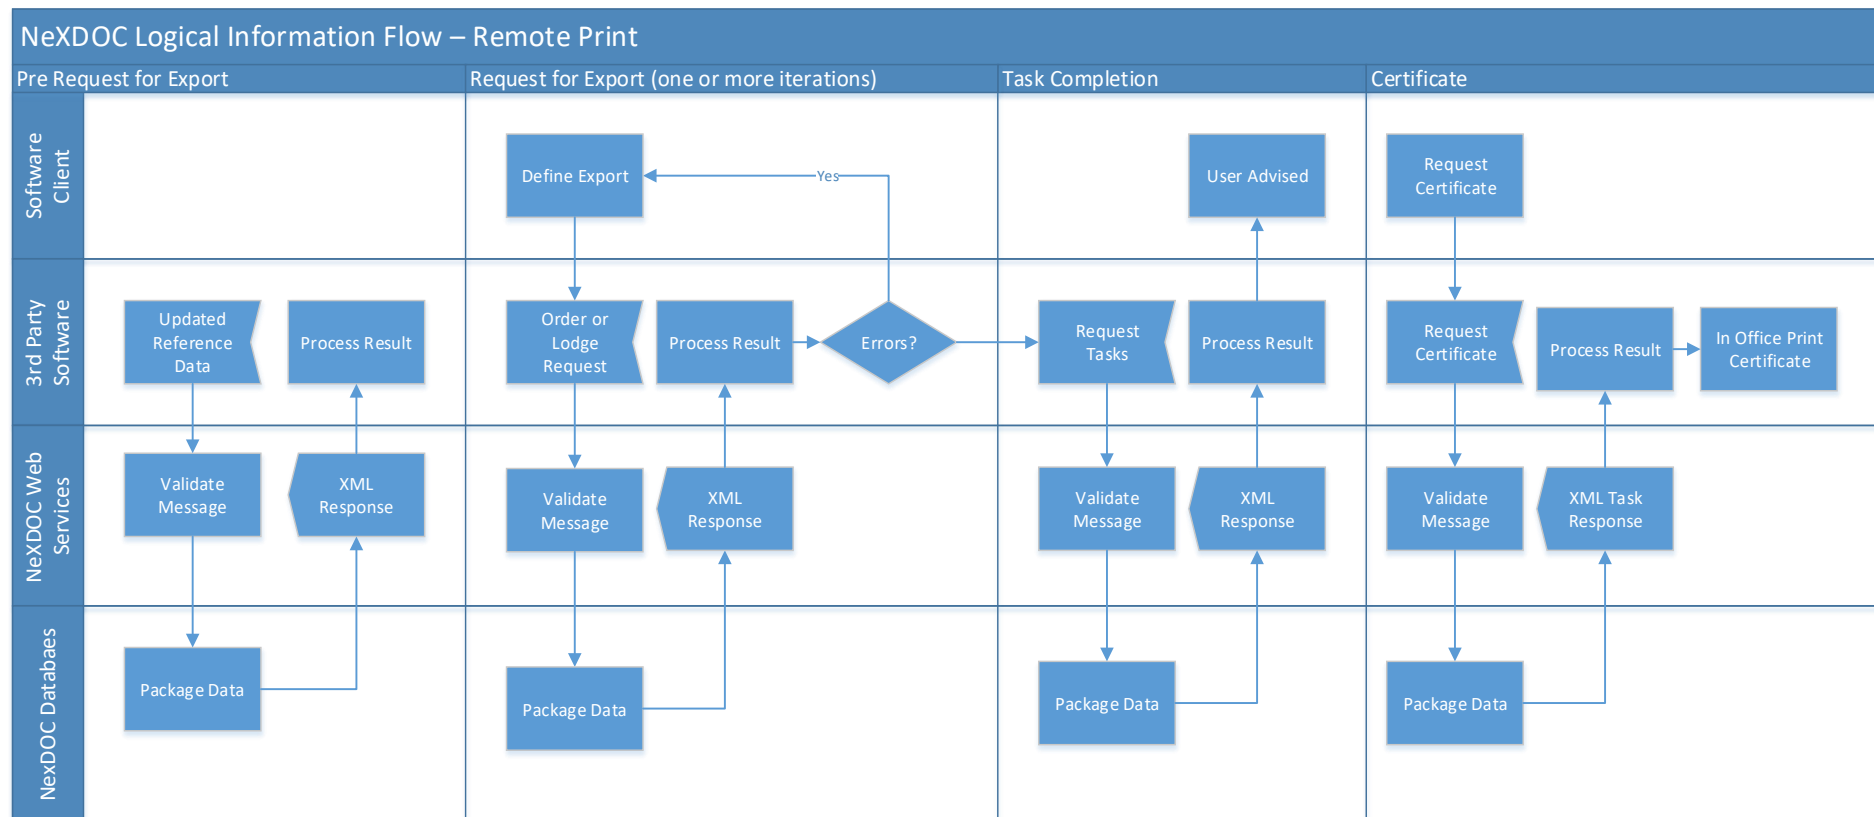 NeXDOC Logical Information Flow – Remote Print
Pre Request for Export
Request for Export (one or more iterations)
Task Completion
Certificate
Software
Client
Define Export
Yes
User Advised
Request
Certificate
3rd Party
Software
Updated
Reference
Data
Process Result
Order or
Lodge
Request
Process Result
Errors?
Request
Tasks
Process Result
Request
Certificate
Process Result
In Office Print
Certificate
NeXDOC Web
Services
Validate
Message
XML
Response
Validate
Message
XML
Response
Validate
Message
XML
Response
Validate
Message
XML Task
Response
NexDOC Databaes
Package Data
Package Data
Package Data
Package Data